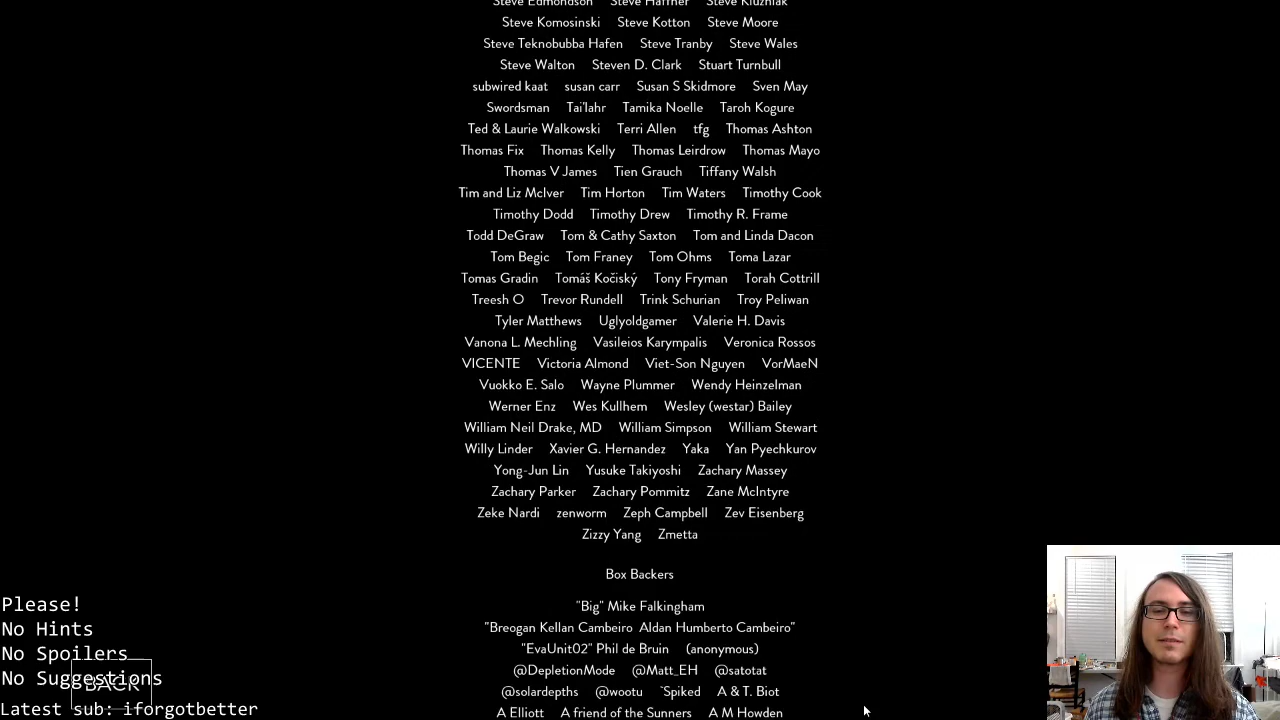 Steve Edmondson Steve Haffner Steve Kluzniak
Steve Komosinski Steve Kotton Steve Moore
Steve Teknobubba Hafen Steve Tranby Steve Wales
Steve Walton Steven D. Clark Stuart Turnbull
subwired kaat susan carr Susan S Skidmore Sven May
Swordsman Tai'lahr Tamika Noelle Taroh Kogure
Ted & Laurie Walkowski Terri Allen tfg Thomas Ashton
Thomas Fix Thomas Kelly Thomas Leirdrow Thomas Mayo
Thomas V James Tien Grauch Tiffany Walsh
Tim and Liz McIver Tim Horton Tim Waters Timothy Cook
Timothy Dodd Timothy Drew Timothy R. Frame
Todd DeGraw Tom & Cathy Saxton Tom and Linda Dacon
Tom Begic Tom Franey Tom Ohms Toma Lazar
Tomas Gradin Tomáš Kočiský Tony Fryman Torah Cottrill
Treesh O Trevor Rundell Trink Schurian Troy Peliwan
Tyler Matthews Uglyoldgamer Valerie H. Davis
Vanona L. Mechling Vasileios Karympalis Veronica Rossos
VICENTE Victoria Almond Viet-Son Nguyen VorMaeN
Vuokko E. Salo Wayne Plummer Wendy Heinzelman
Werner Enz Wes Kullhem Wesley (westar) Bailey
William Neil Drake, MD William Simpson William Stewart
Willy Linder Xavier G. Hernandez Yaka Yan Pyechkurov
Yong-Jun Lin Yusuke Takiyoshi Zachary Massey
Zachary Parker Zachary Pommitz Zane McIntyre
Zeke Nardi zenworm Zeph Campbell Zev Eisenberg
Zizzy Yang Zmetta
Box Backers
"Big" Mike Falkingham
"Breogan Kellan Cambeiro Aldan Humberto Cambeiro"
"EvaUnit02" Phil de Bruin (anonymous)
@DepletionMode @Matt_EH @satotat
@solardepths @wootu `Spiked A & T. Biot
A Elliott A friend of the Sunners A M Howden
Please!
No Hints
No Spoilers
No Suggestions
BACK
Latest sub: iforgotbetter